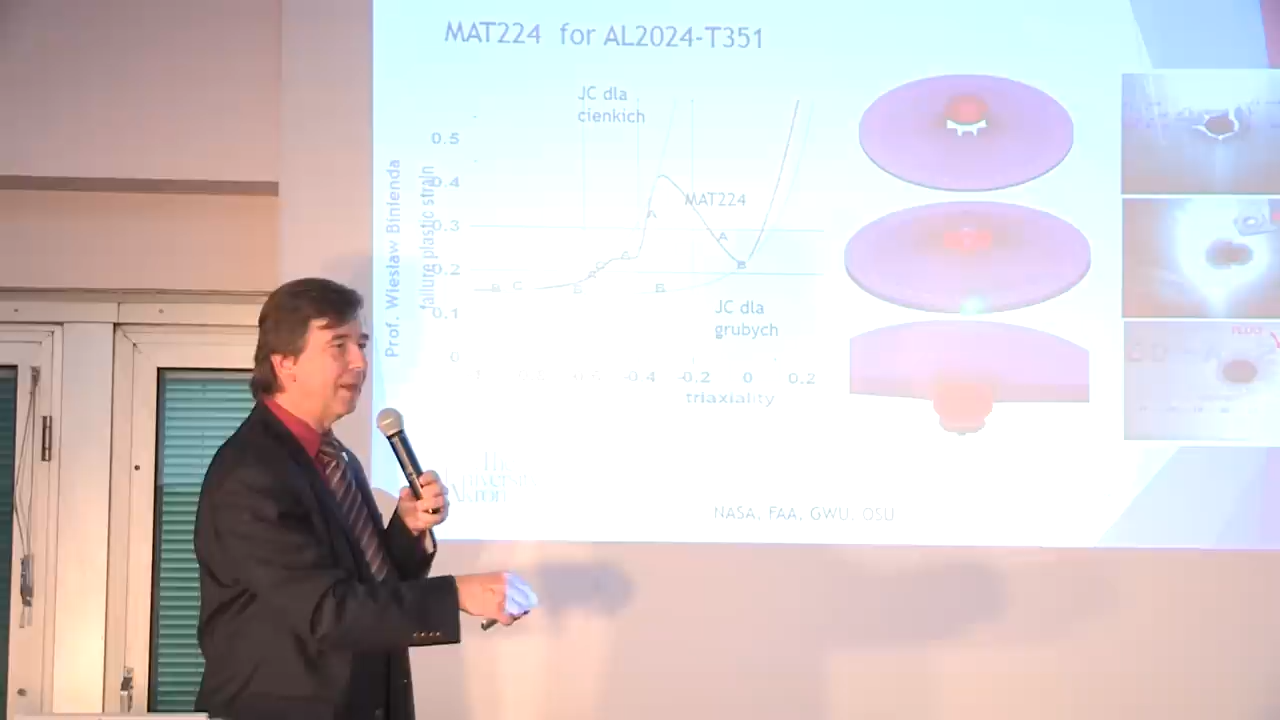 MAT224 for AL2024-T351
JC dla
cienkich
Prof. Wiesław Binienda
failure plastic strain
0.5
0.4
0.3
0.2
0.1
0
MAT224
A
A
B
B
C
B
JC dla
grubych
-0.4
-0.2
0
0.2
triaxiality
NASA, FAA, GWU, OSU